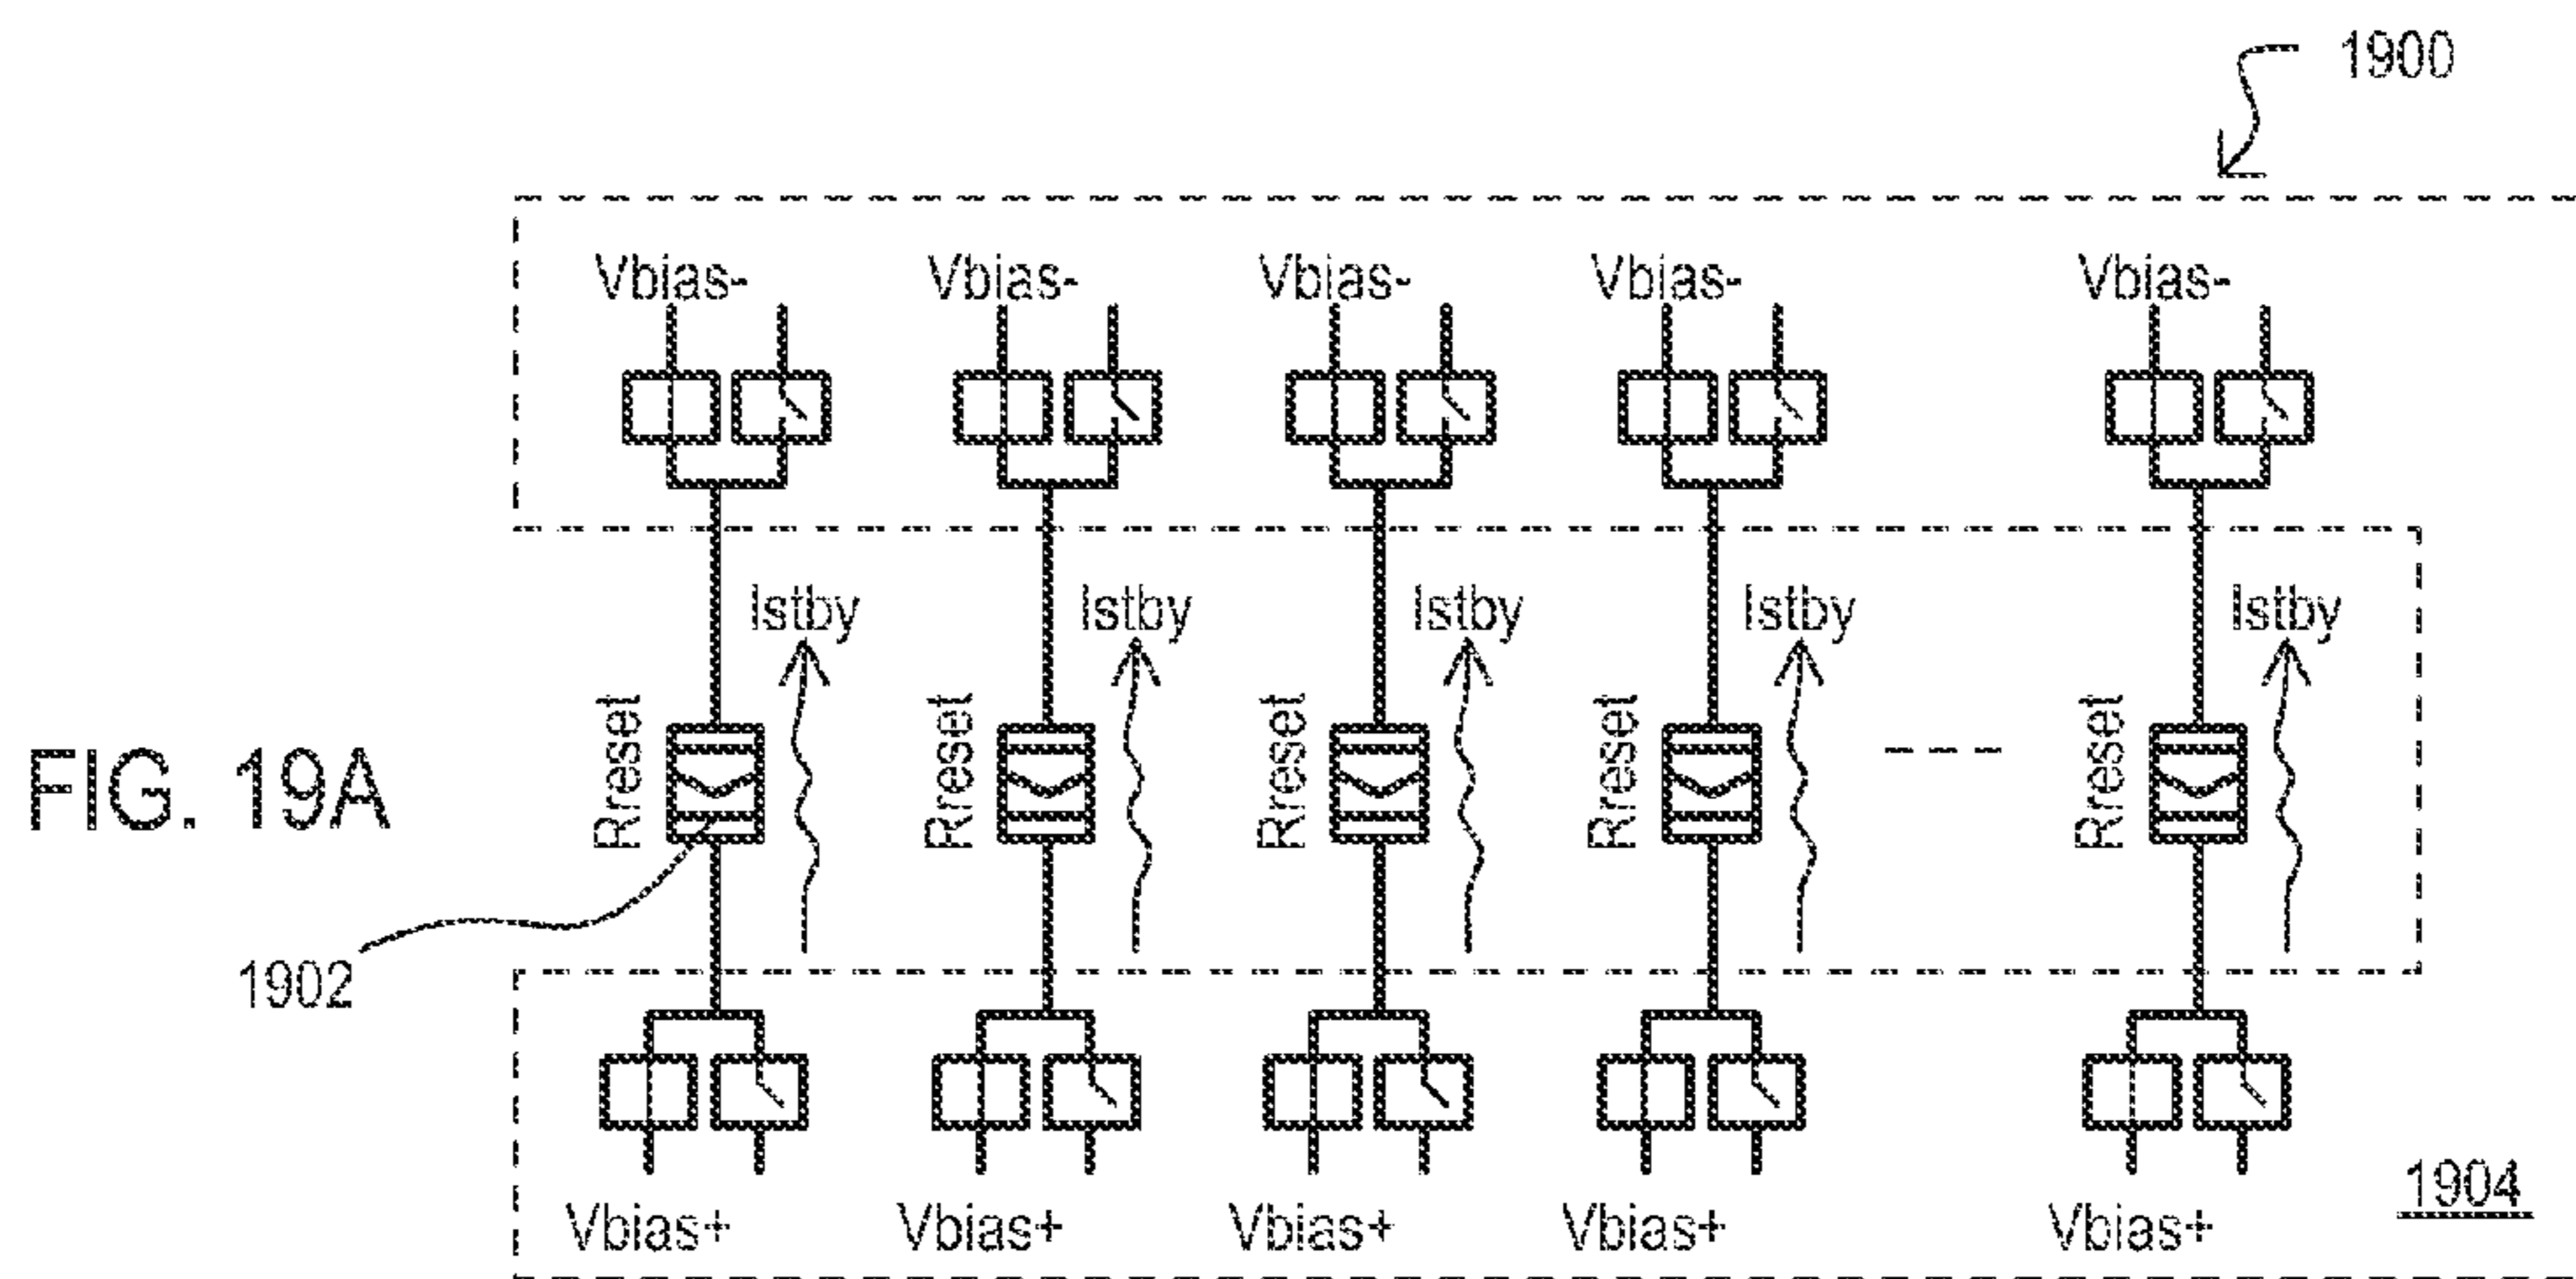 1900
Vbias- Vbias- Vbias- Vbias- Vbias-
Istby Istby Istby Istby Istby
Rreset Rreset Rreset Rreset Rreset
FIG. 19A
1902
1904
Vbias+ Vbias+ Vbias+ Vbias+ Vbias+